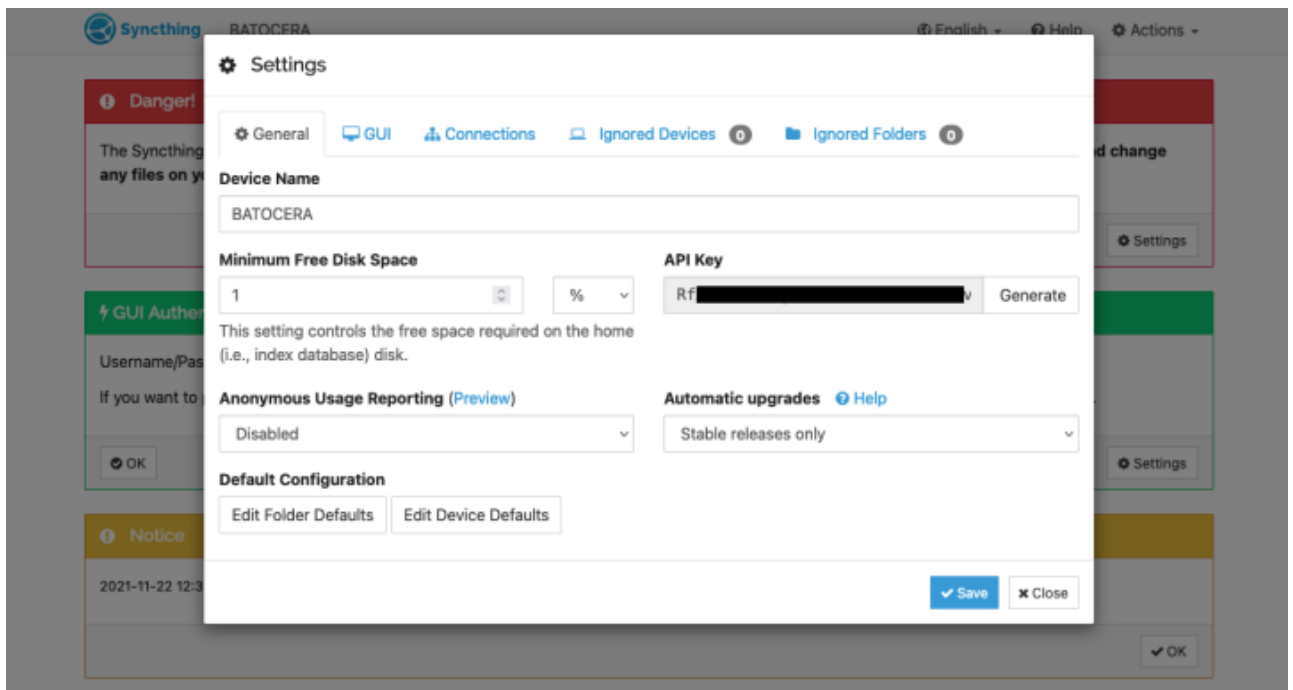 Syncthing BATOCERA English Help Actions
Settings
Danger!
General GUI Connections Ignored Devices 0 Ignored Folders 0
The Syncthing d change
any files on
Device Name
BATOCERA
Settings
Minimum Free Disk Space API Key
1 % Rf v Generate
GUI Authen
This setting controls the free space required on the home
(i.e., index database) disk.
Username/Pas
If you want to
Anonymous Usage Reporting (Preview) Automatic upgrades Help
Disabled Stable releases only
OK Settings
Default Configuration
Edit Folder Defaults Edit Device Defaults
Notice
2021-11-22 12:3
Save Close
OK